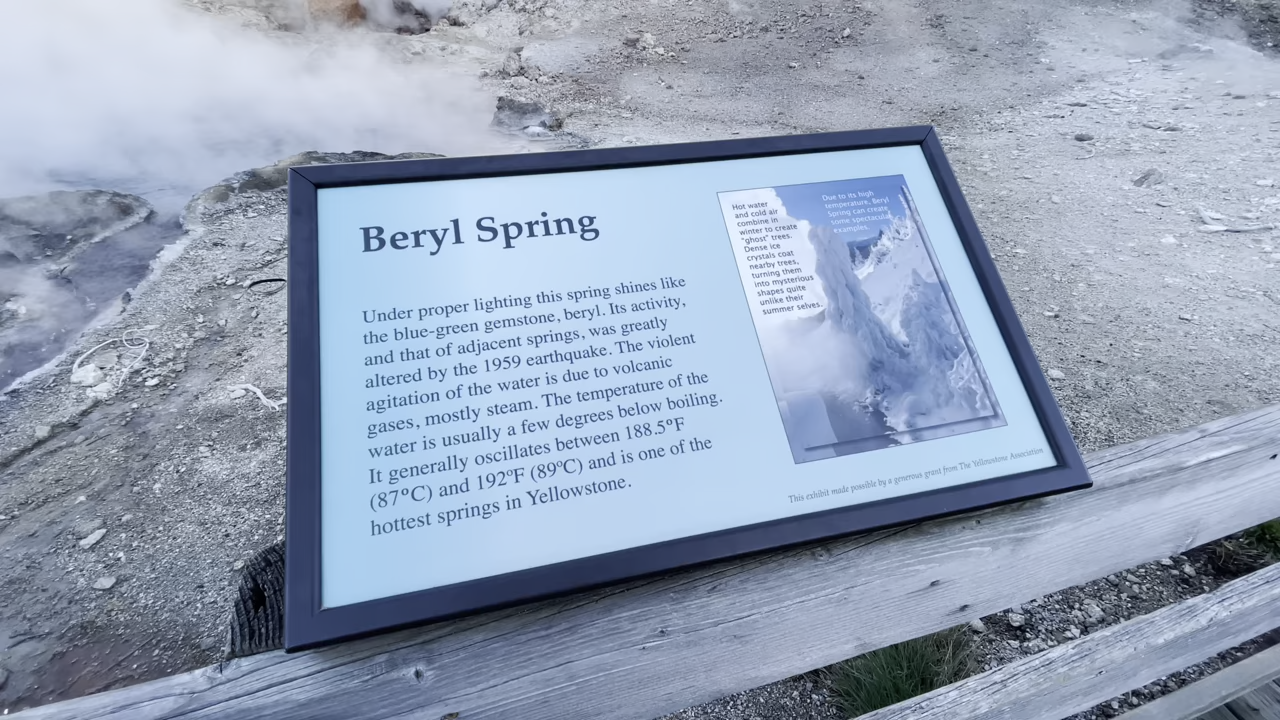 Beryl Spring
Under proper lighting this spring shines like
the blue-green gemstone, beryl. Its activity,
and that of adjacent springs, was greatly
altered by the 1959 earthquake. The violent
agitation of the water is due to volcanic
gases, mostly steam. The temperature of the
water is usually a few degrees below boiling.
It generally oscillates between 188.5°F
(87°C) and 192°F (89°C) and is one of the
hottest springs in Yellowstone.
Hot water
and cold air
combine in
winter to create
"ghost" trees.
Dense ice
crystals coat
nearby trees,
turning them
into mysterious
shapes quite
unlike their
summer selves.
Due to its high
temperature, Beryl
Spring can create
some spectacular
examples.
This exhibit made possible by a generous grant from The Yellowstone Association